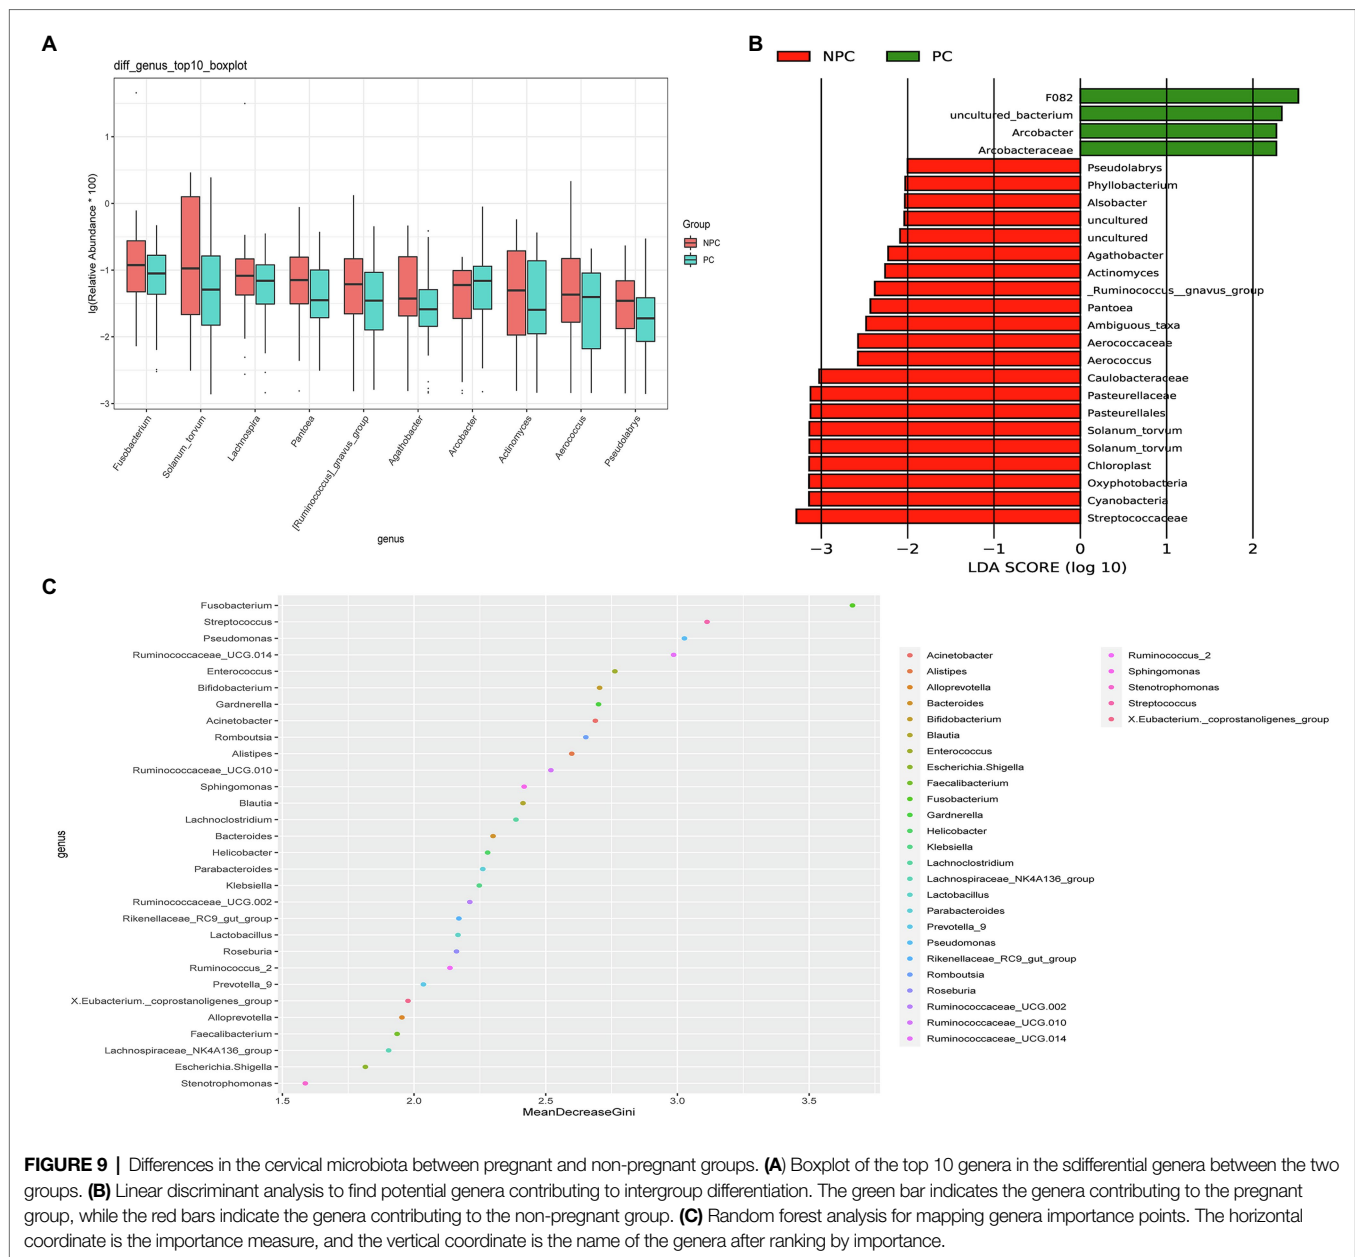 A
diff_genus_top10_boxplot
lg(Relative Abundance * 100)
1
0
−1
−2
−3
Fusobacterium
Solanum_torvum
Lachnospira
Pantoea
[Ruminococcus]_gnavus_group
Agathobacter
Arcobacter
Actinomyces
Aerococcus
Pseudolabrys
genus
Group
NPC
PC
B
NPC
PC
F082
uncultured_bacterium
Arcobacter
Arcobacteraceae
Pseudolabrys
Phyllobacterium
Alsobacter
uncultured
uncultured
Agathobacter
Actinomyces
_Ruminococcus__gnavus_group
Pantoea
Ambiguous_taxa
Aerococcaceae
Aerococcus
Caulobacteraceae
Pasteurellaceae
Pasteurellales
Solanum_torvum
Solanum_torvum
Chloroplast
Oxyphotobacteria
Cyanobacteria
Streptococcaceae
−3 −2 −1 0 1 2
LDA SCORE (log 10)
C
genus
Fusobacterium
Streptococcus
Pseudomonas
Ruminococcaceae_UCG.014
Enterococcus
Bifidobacterium
Gardnerella
Acinetobacter
Romboutsia
Alistipes
Ruminococcaceae_UCG.010
Sphingomonas
Blautia
Lachnoclostridium
Bacteroides
Helicobacter
Parabacteroides
Klebsiella
Ruminococcaceae_UCG.002
Rikenellaceae_RC9_gut_group
Lactobacillus
Roseburia
Ruminococcus_2
Prevotella_9
X.Eubacterium._coprostanoligenes_group
Alloprevotella
Faecalibacterium
Lachnospiraceae_NK4A136_group
Escherichia.Shigella
Stenotrophomonas
1.5 2.0 2.5 3.0 3.5
MeanDecreaseGini
Acinetobacter
Alistipes
Alloprevotella
Bacteroides
Bifidobacterium
Blautia
Enterococcus
Escherichia.Shigella
Faecalibacterium
Fusobacterium
Gardnerella
Helicobacter
Klebsiella
Lachnoclostridium
Lachnospiraceae_NK4A136_group
Lactobacillus
Parabacteroides
Prevotella_9
Pseudomonas
Rikenellaceae_RC9_gut_group
Romboutsia
Roseburia
Ruminococcaceae_UCG.002
Ruminococcaceae_UCG.010
Ruminococcaceae_UCG.014
Ruminococcus_2
Sphingomonas
Stenotrophomonas
Streptococcus
X.Eubacterium._coprostanoligenes_group
FIGURE 9 | Differences in the cervical microbiota between pregnant and non-pregnant groups. (A) Boxplot of the top 10 genera in the sdifferential genera between the two
groups. (B) Linear discriminant analysis to find potential genera contributing to intergroup differentiation. The green bar indicates the genera contributing to the pregnant
group, while the red bars indicate the genera contributing to the non-pregnant group. (C) Random forest analysis for mapping genera importance points. The horizontal
coordinate is the importance measure, and the vertical coordinate is the name of the genera after ranking by importance.